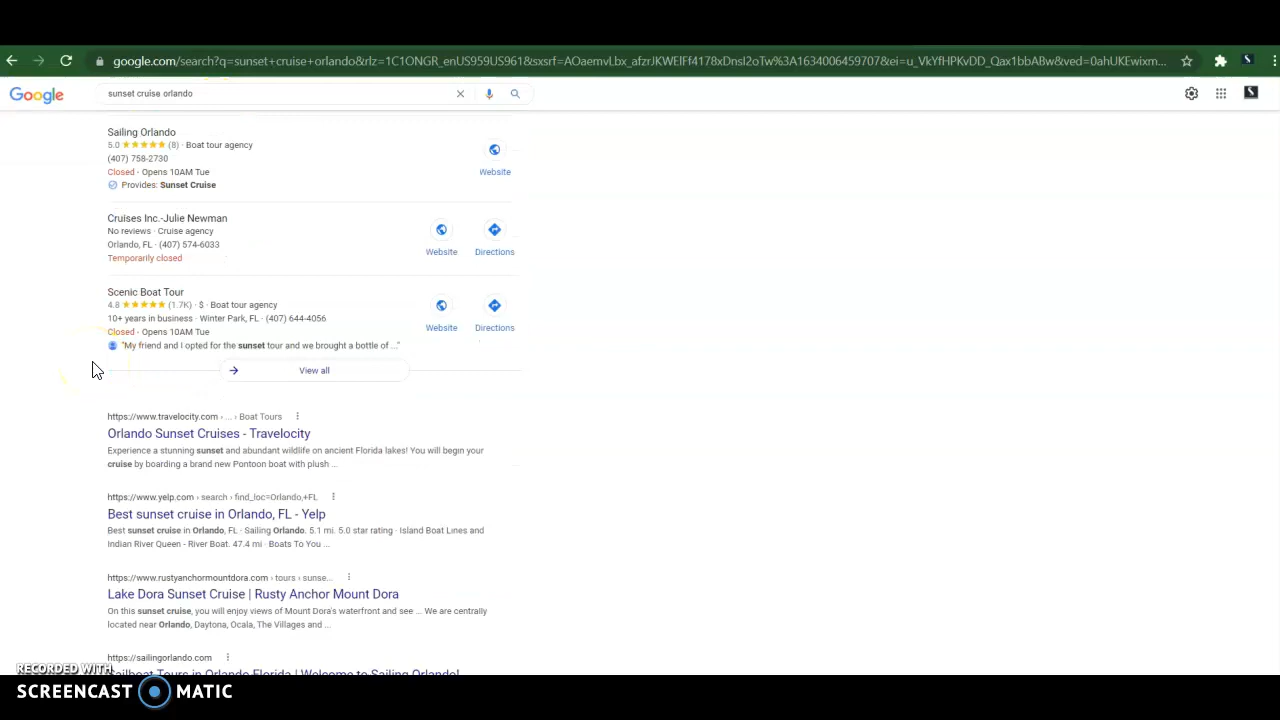 google.com/search?q=sunset+cruise+orlando&rlz=1C1ONGR_enUS959US961&sxsrf=AOaemvLbx_afzrJKWElFf4178xDnsI2oTw%3A1634006459707&ei=u_VkYfHPKvDD_Qax1bbABw&ved=0ahUKEwixm...
Google
sunset cruise orlando
Sailing Orlando
5.0 (8) · Boat tour agency
(407) 758-2730
Closed · Opens 10AM Tue
Provides: Sunset Cruise
Website
Cruises Inc.-Julie Newman
No reviews · Cruise agency
Orlando, FL · (407) 574-6033
Temporarily closed
Website
Directions
Scenic Boat Tour
4.8 (1.7K) · $ · Boat tour agency
10+ years in business · Winter Park, FL · (407) 644-4056
Closed · Opens 10AM Tue
"My friend and I opted for the sunset tour and we brought a bottle of ..."
Website
Directions
View all
https://www.travelocity.com › ... › Boat Tours
Orlando Sunset Cruises - Travelocity
Experience a stunning sunset and abundant wildlife on ancient Florida lakes! You will begin your
cruise by boarding a brand new Pontoon boat with plush ...
https://www.yelp.com › search › find_loc=Orlando,+FL
Best sunset cruise in Orlando, FL - Yelp
Best sunset cruise in Orlando, FL · Sailing Orlando. 5.1 mi. 5.0 star rating · Island Boat Lines and
Indian River Queen - River Boat. 47.4 mi · Boats To You ...
https://www.rustyanchormountdora.com › tours › sunse...
Lake Dora Sunset Cruise | Rusty Anchor Mount Dora
On this sunset cruise, you will enjoy views of Mount Dora's waterfront and see ... We are centrally
located near Orlando, Daytona, Ocala, The Villages and ...
https://sailingorlando.com
Sailboat Tours in Orlando Florida | Welcome to Sailing Orlando!
RECORDED WITH
SCREENCAST MATIC